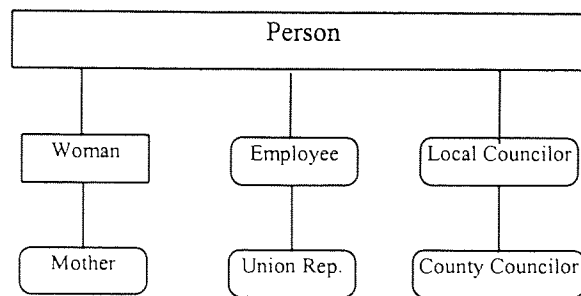 Person
Woman
Employee
Local Councilor
Mother
Union Rep.
County Councilor